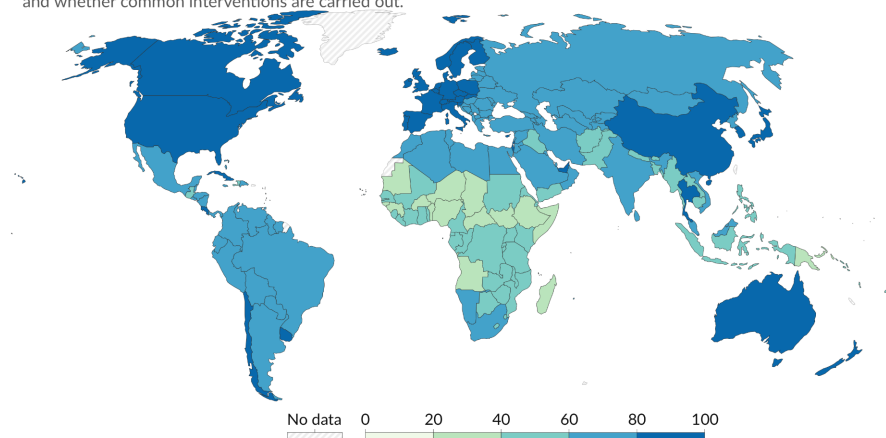 and whether common interventions are carried out.
No data 0 20 40 60 80 100